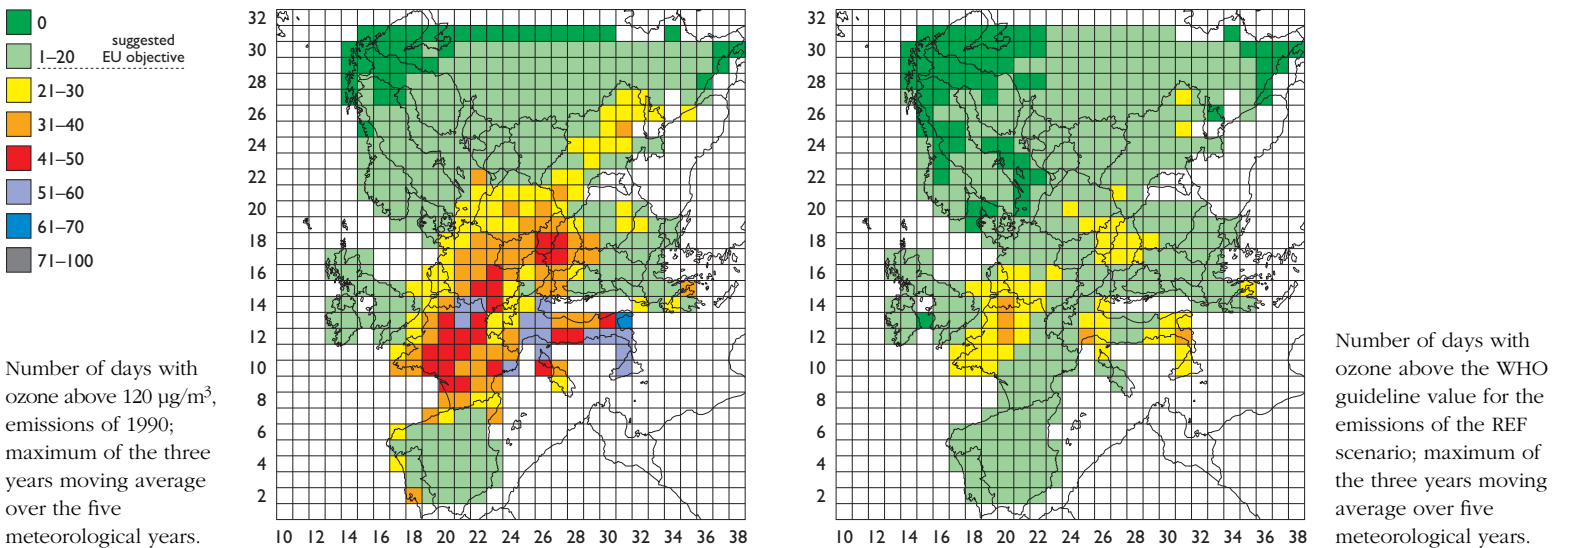 0
1–20
suggested
EU objective
21–30
31–40
41–50
51–60
61–70
71–100
Number of days with
ozone above 120 µg/m³,
emissions of 1990;
maximum of the three
years moving average
over the five
meteorological years.
32
30
28
26
24
22
20
18
16
14
12
10
8
6
4
2
10 12 14 16 18 20 22 24 26 28 30 32 34 36 38
32
30
28
26
24
22
20
18
16
14
12
10
8
6
4
2
10 12 14 16 18 20 22 24 26 28 30 32 34 36 38
Number of days with
ozone above the WHO
guideline value for the
emissions of the REF
scenario; maximum of
the three years moving
average over five
meteorological years.